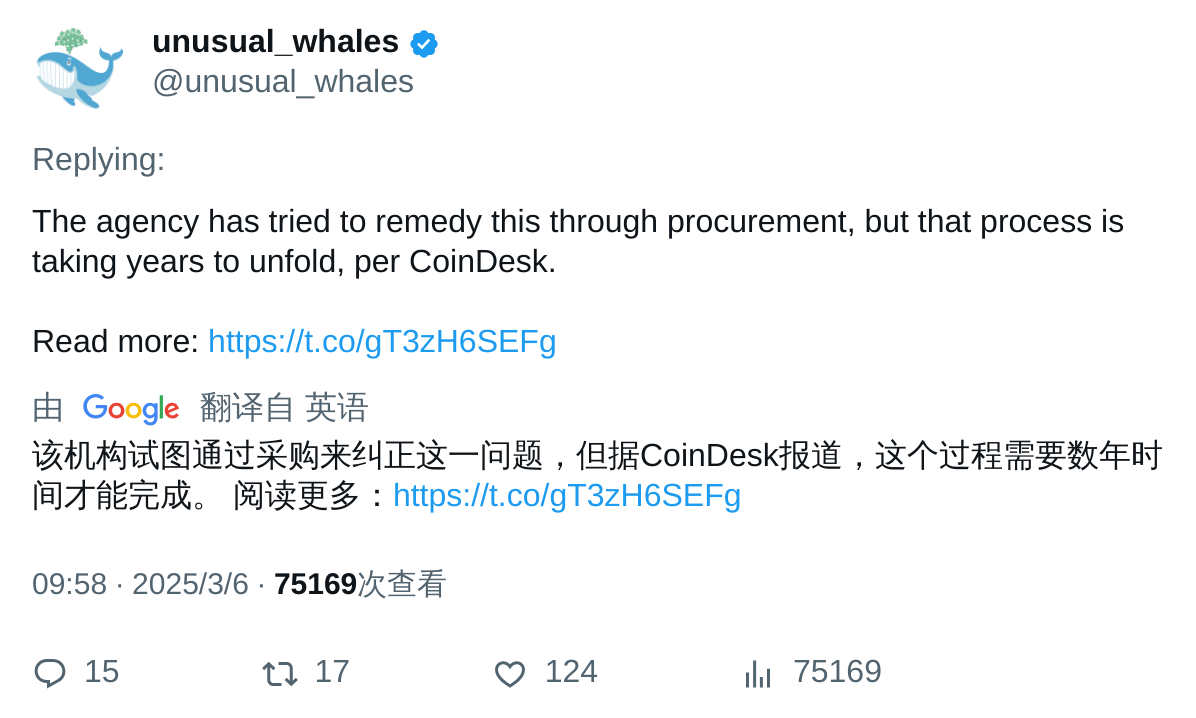 unusual_whales
@unusual_whales
Replying:
The agency has tried to remedy this through procurement, but that process is
taking years to unfold, per CoinDesk.
Read more: https://t.co/gT3zH6SEFg
由 Google 翻译自 英语
该机构试图通过采购来纠正这一问题，但据CoinDesk报道，这个过程需要数年时
间才能完成。 阅读更多：https://t.co/gT3zH6SEFg
09:58 · 2025/3/6 · 75169次查看
15 17 124 75169